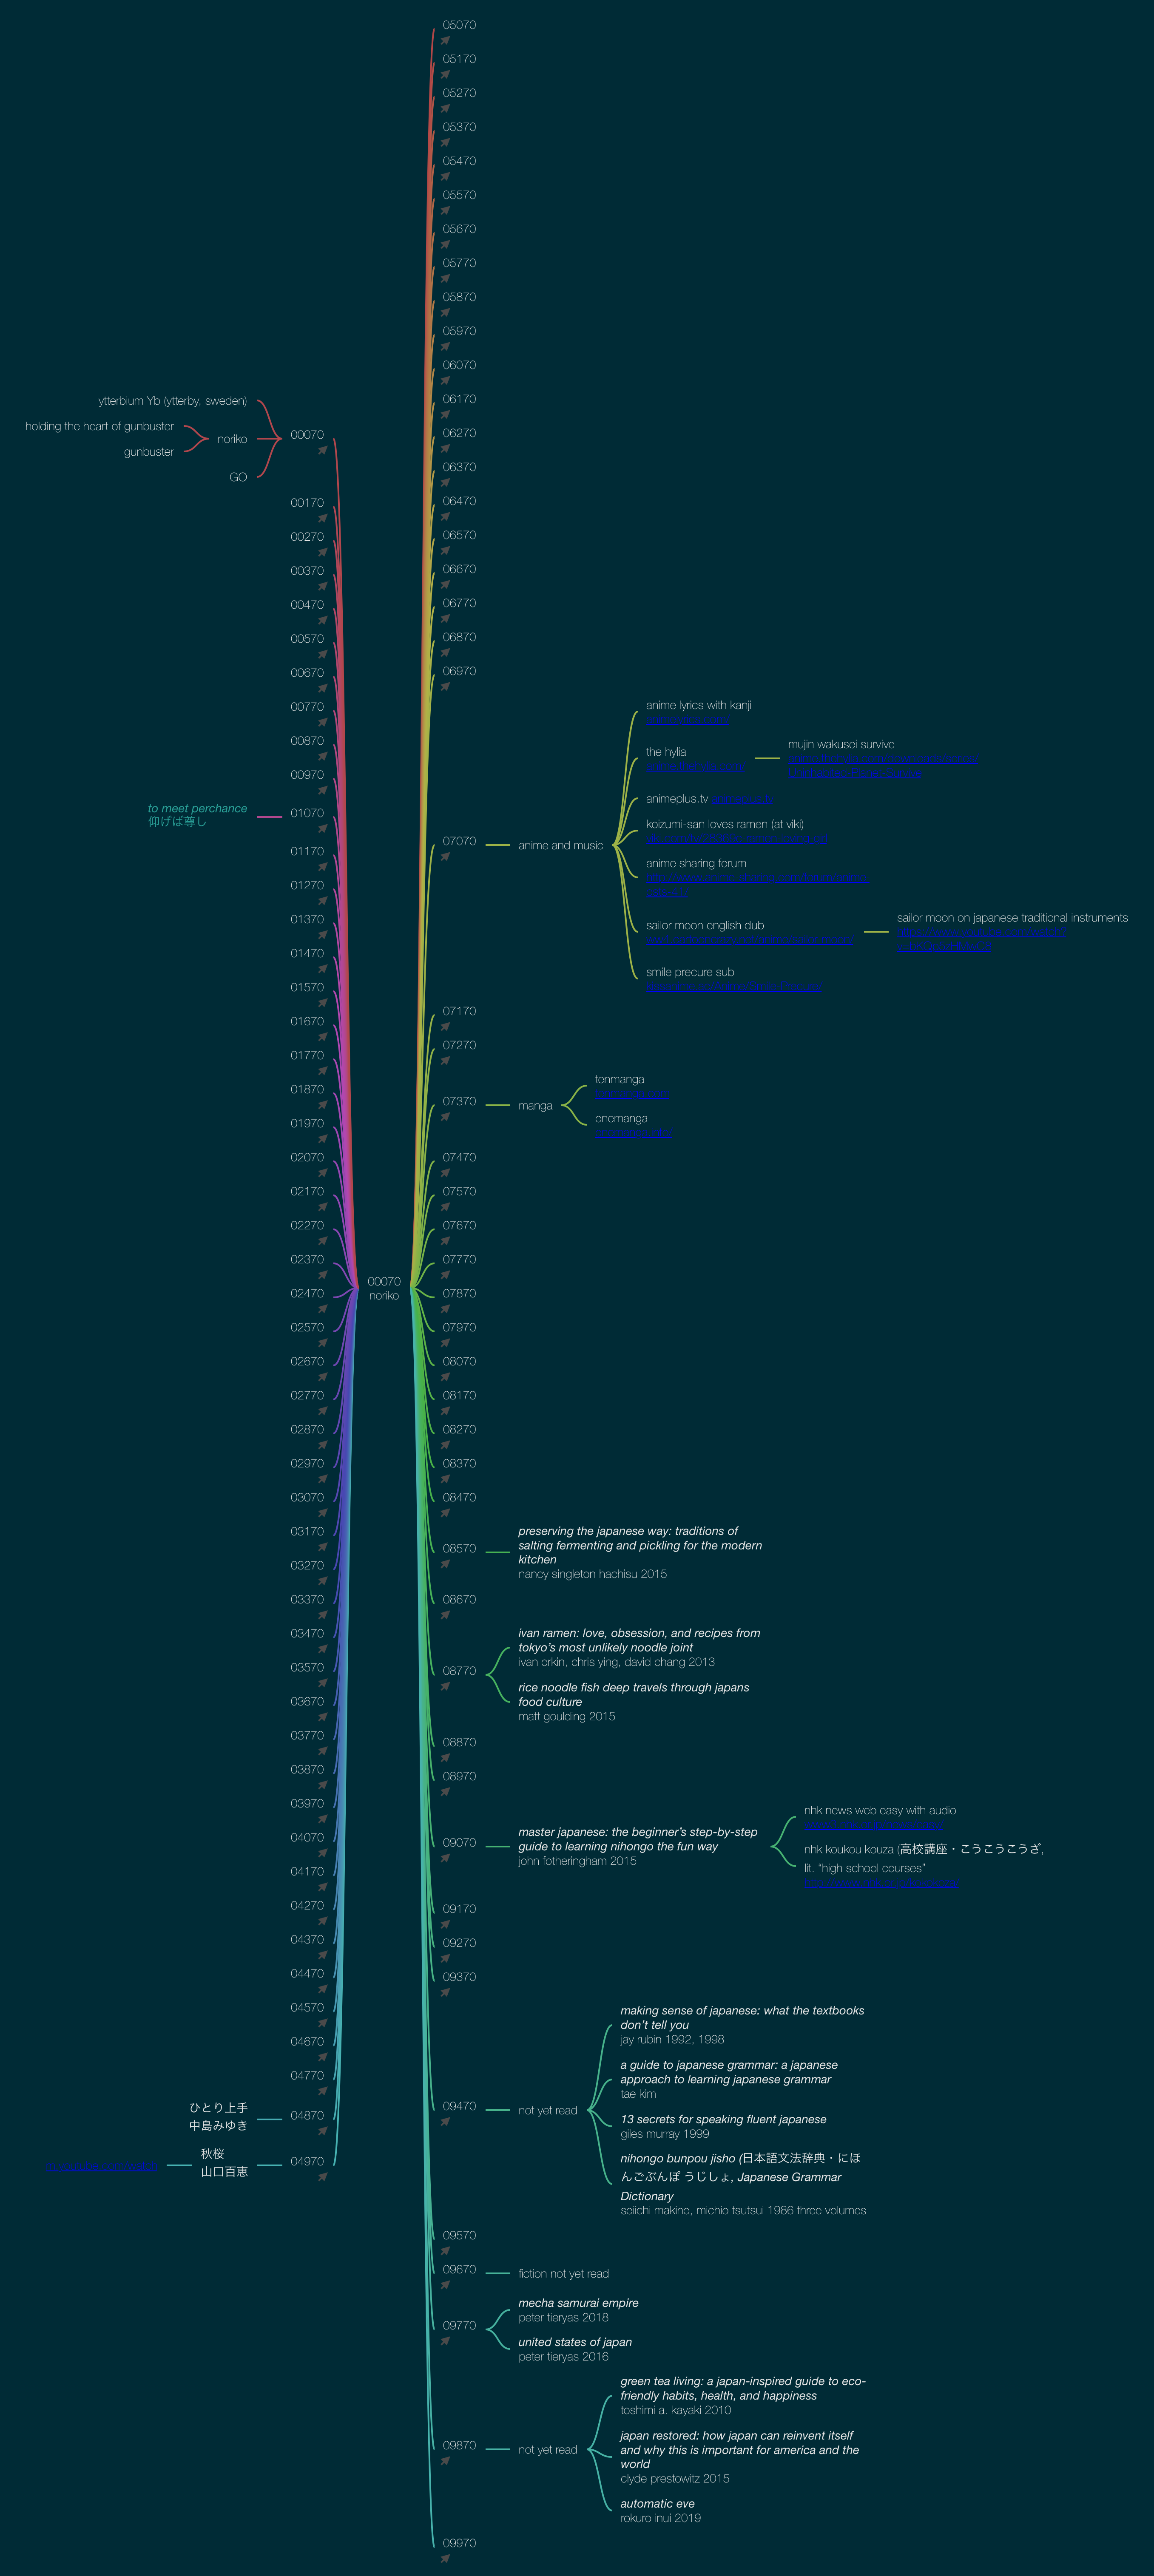 00070
noriko
00070
ytterbium Yb (ytterby, sweden)
noriko
holding the heart of gunbuster
gunbuster
GO
00170
00270
00370
00470
00570
00670
00770
00870
00970
01070
to meet perchance
仰げば尊し
01170
01270
01370
01470
01570
01670
01770
01870
01970
02070
02170
02270
02370
02470
02570
02670
02770
02870
02970
03070
03170
03270
03370
03470
03570
03670
03770
03870
03970
04070
04170
04270
04370
04470
04570
04670
04770
04870
ひとり上手
中島みゆき
04970
秋桜
山口百恵
05070
05170
05270
05370
05470
05570
05670
05770
05870
05970
06070
06170
06270
06370
06470
06570
06670
06770
06870
06970
07070
anime and music
anime lyrics with kanji
the hylia
mujin wakusei survive
animeplus.tv
koizumi-san loves ramen (at viki)
anime sharing forum
sailor moon english dub
sailor moon on japanese traditional instruments
smile precure sub
07170
07270
07370
manga
tenmanga
onemanga
07470
07570
07670
07770
07870
07970
08070
08170
08270
08370
08470
08570
preserving the japanese way: traditions of
salting fermenting and pickling for the modern
kitchen
nancy singleton hachisu 2015
08670
08770
ivan ramen: love, obsession, and recipes from
tokyo’s most unlikely noodle joint
ivan orkin, chris ying, david chang 2013
rice noodle fish deep travels through japans
food culture
matt goulding 2015
08870
08970
09070
master japanese: the beginner’s step-by-step
guide to learning nihongo the fun way
john fotheringham 2015
nhk news web easy with audio
nhk koukou kouza (高校講座・こうこうこうざ,
lit. “high school courses”
09170
09270
09370
09470
not yet read
making sense of japanese: what the textbooks
don’t tell you
jay rubin 1992, 1998
a guide to japanese grammar: a japanese
approach to learning japanese grammar
tae kim
13 secrets for speaking fluent japanese
giles murray 1999
nihongo bunpou jisho (日本語文法辞典・にほ
んごぶんぽ うじしょ, Japanese Grammar
Dictionary
seiichi makino, michio tsutsui 1986 three volumes
09570
09670
fiction not yet read
09770
mecha samurai empire
peter tieryas 2018
united states of japan
peter tieryas 2016
09870
not yet read
green tea living: a japan-inspired guide to eco-
friendly habits, health, and happiness
toshimi a. kayaki 2010
japan restored: how japan can reinvent itself
and why this is important for america and the
world
clyde prestowitz 2015
automatic eve
rokuro inui 2019
09970